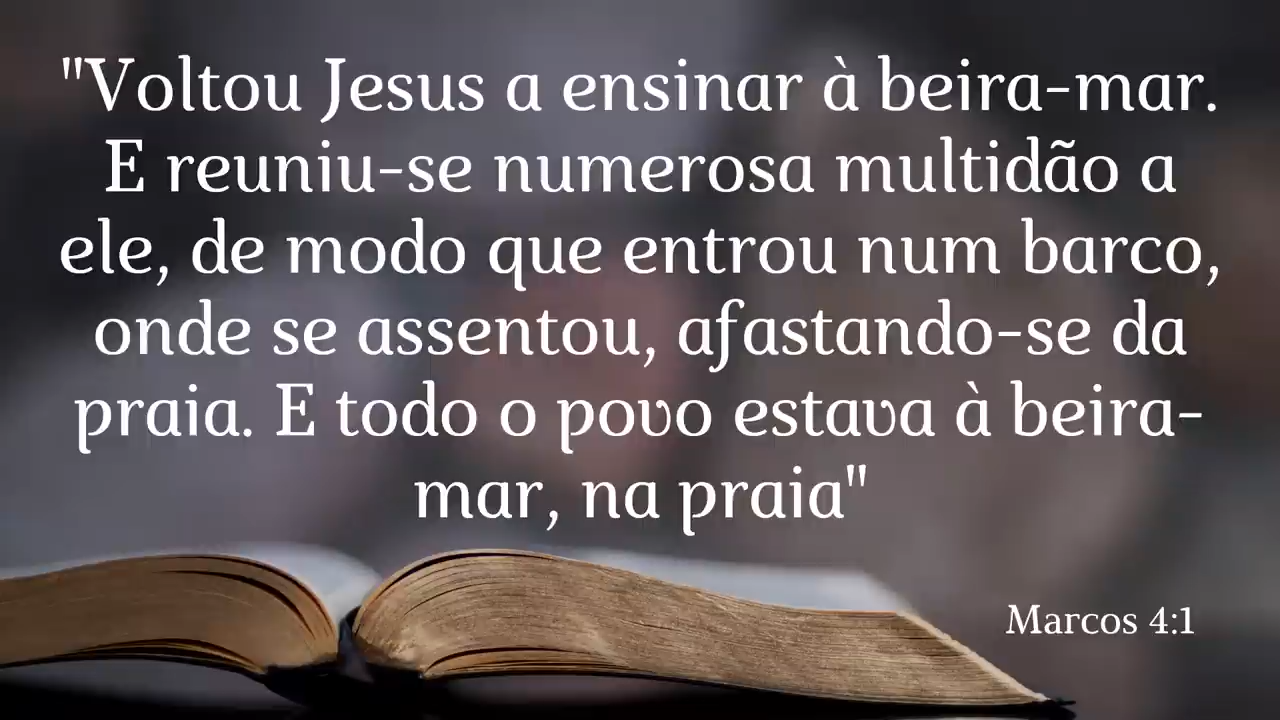 "Voltou Jesus a ensinar à beira-mar.
E reuniu-se numerosa multidão a
ele, de modo que entrou num barco,
onde se assentou, afastando-se da
praia. E todo o povo estava à beira-
mar, na praia"
Marcos 4:1